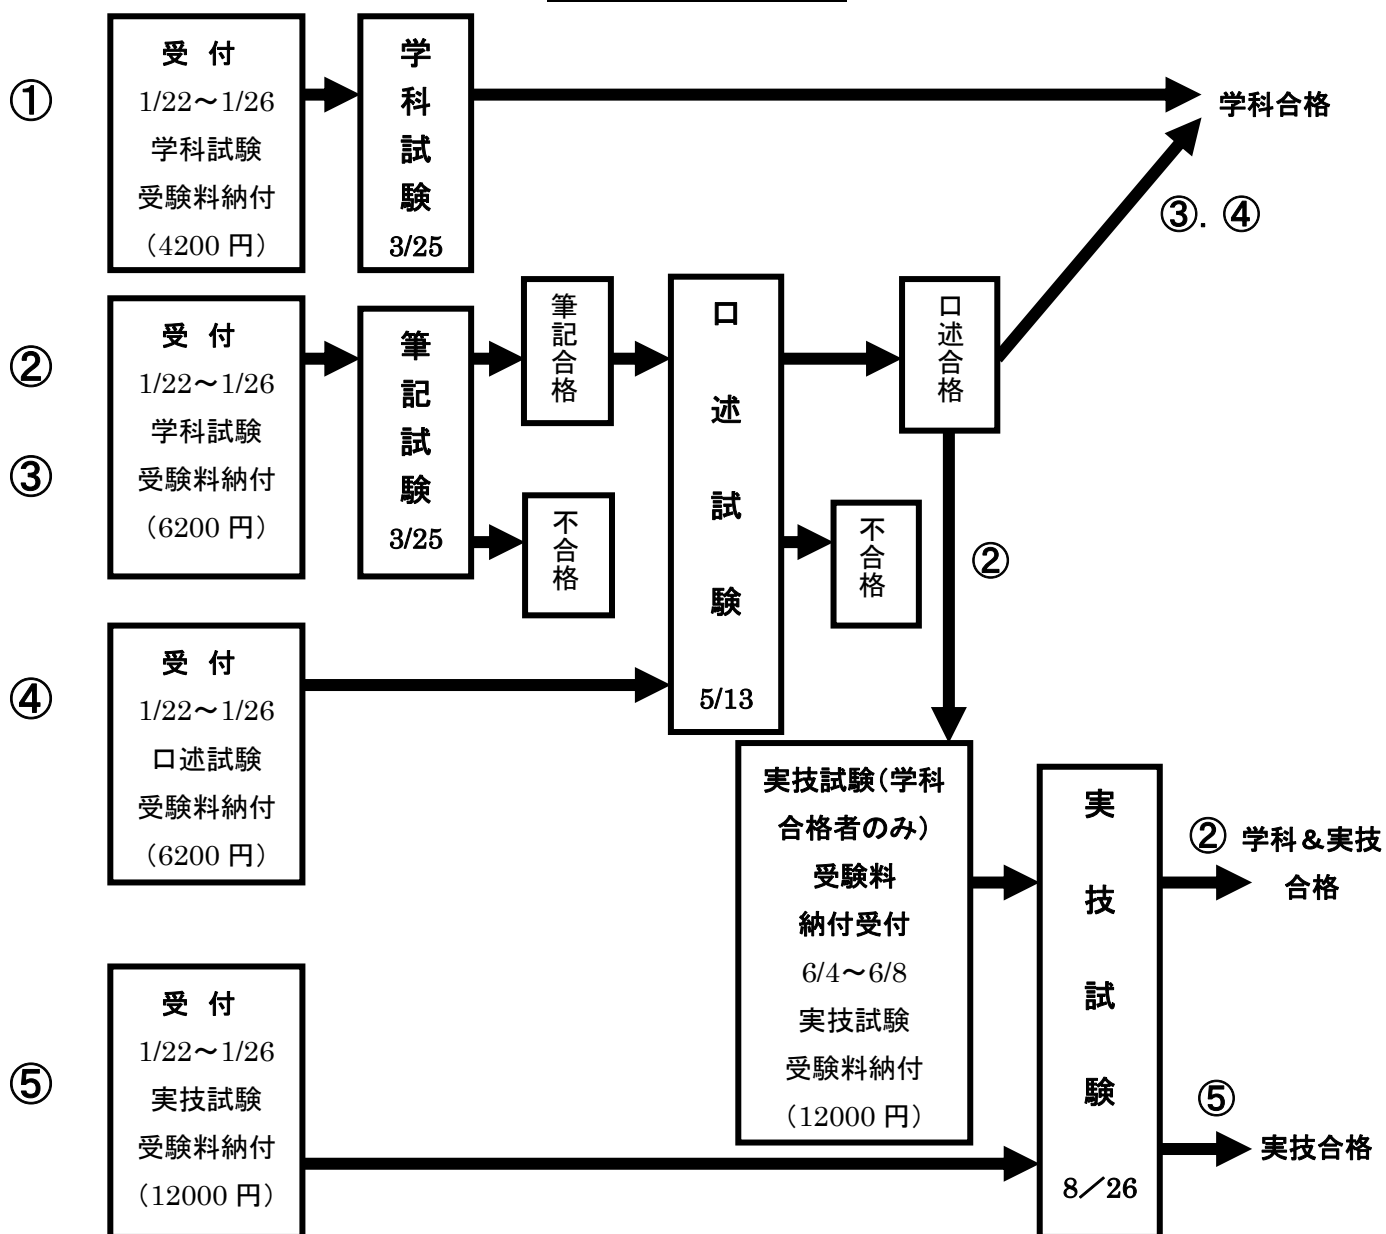 ①
受 付
1/22～1/26
学科試験
受験料納付
（4200 円）
学科試験
3/25
学科合格
③．④
②
③
受 付
1/22～1/26
学科試験
受験料納付
（6200 円）
筆記試験
3/25
筆記合格
不合格
口述試験
5/13
口述合格
不合格
②
④
受 付
1/22～1/26
口述試験
受験料納付
（6200 円）
実技試験（学科
合格者のみ）
受験料
納付受付
6/4～6/8
実技試験
受験料納付
（12000 円）
実技試験
8／26
② 学科＆実技
合格
⑤
受 付
1/22～1/26
実技試験
受験料納付
（12000 円）
⑤
実技合格